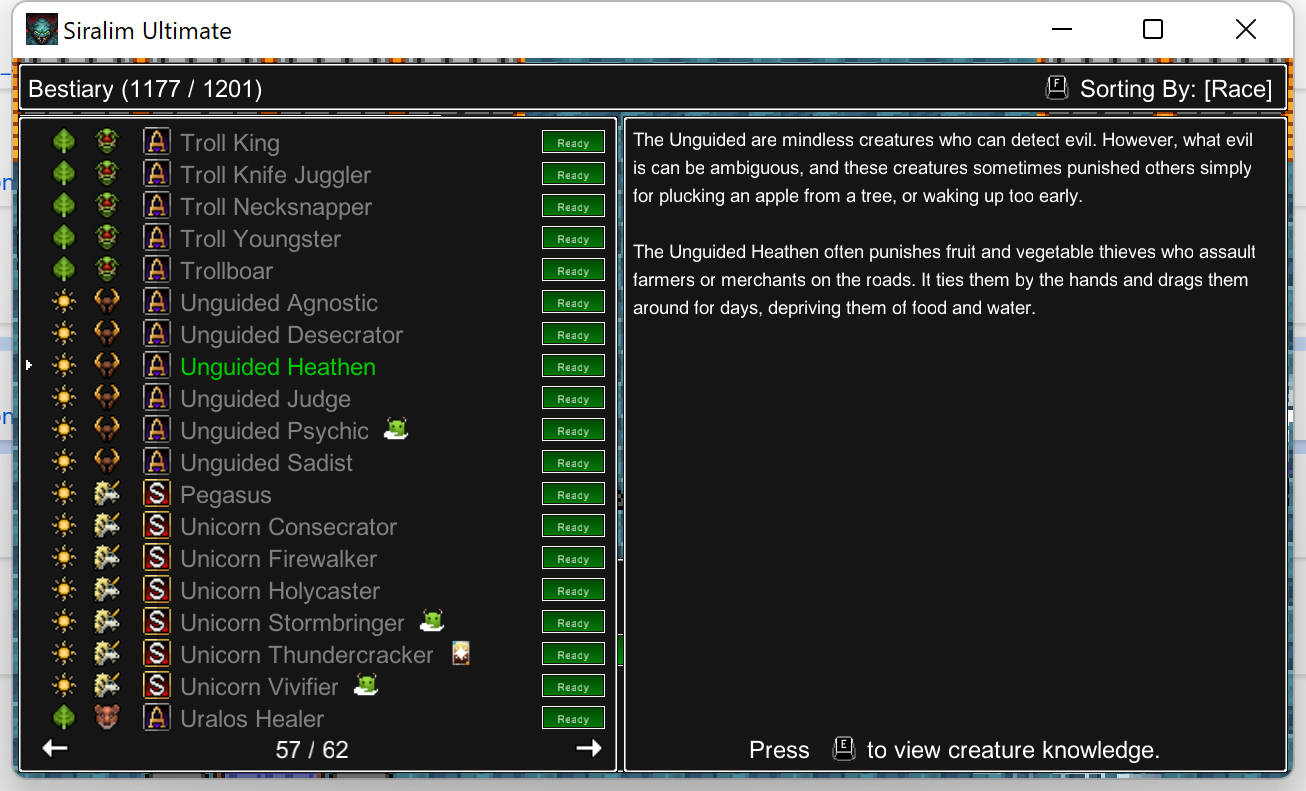 Siralim Ultimate
Bestiary (1177 / 1201)
F Sorting By: [Race]
A Troll King Ready
A Troll Knife Juggler Ready
A Troll Necksnapper Ready
A Troll Youngster Ready
A Trollboar Ready
A Unguided Agnostic Ready
A Unguided Desecrator Ready
A Unguided Heathen Ready
A Unguided Judge Ready
A Unguided Psychic Ready
A Unguided Sadist Ready
S Pegasus Ready
S Unicorn Consecrator Ready
S Unicorn Firewalker Ready
S Unicorn Holycaster Ready
S Unicorn Stormbringer Ready
S Unicorn Thundercracker Ready
S Unicorn Vivifier Ready
A Uralos Healer Ready
57 / 62
The Unguided are mindless creatures who can detect evil. However, what evil
is can be ambiguous, and these creatures sometimes punished others simply
for plucking an apple from a tree, or waking up too early.
The Unguided Heathen often punishes fruit and vegetable thieves who assault
farmers or merchants on the roads. It ties them by the hands and drags them
around for days, depriving them of food and water.
Press E to view creature knowledge.